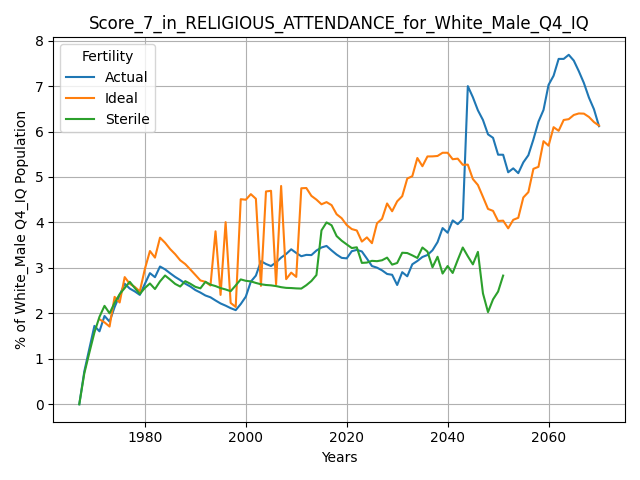 Score_7_in_RELIGIOUS_ATTENDANCE_for_White_Male_Q4_IQ
Fertility
Actual
Ideal
Sterile
% of White_Male Q4_IQ Population
8
7
6
5
4
3
2
1
0
1980 2000 2020 2040 2060
Years